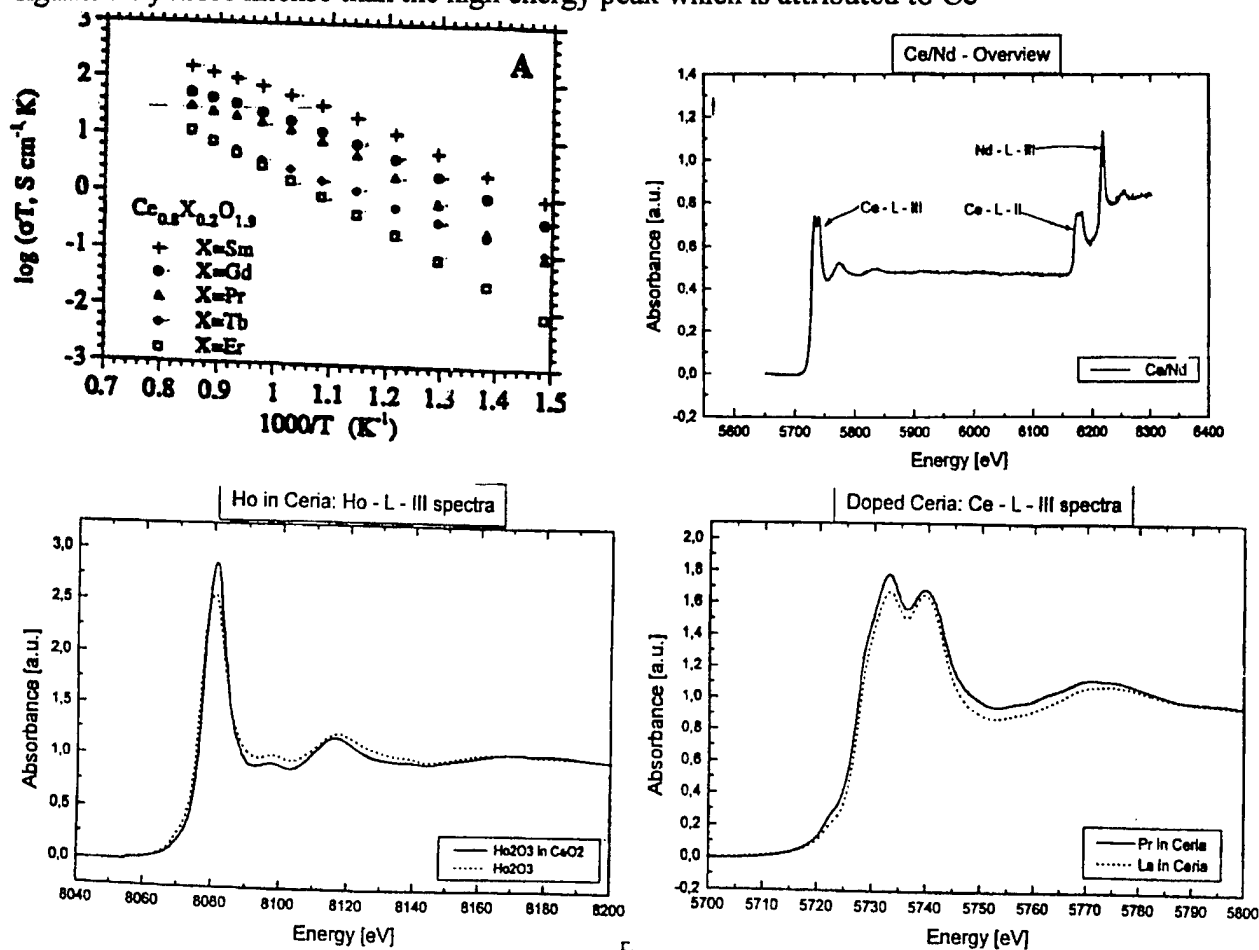 more intense than the high energy peak which is attributed to Ce
A
3
2
1
0
-1
-2
-3
log (σT, S cm⁻¹ K)
Ce0.8X0.2O1.9
X=Sm
X=Gd
X=Pr
X=Tb
X=Er
0.7 0.8 0.9 1 1.1 1.2 1.3 1.4 1.5
1000/T (K⁻¹)
Ce/Nd - Overview
1,4
1,2
1,0
0,8
0,6
0,4
0,2
0,0
-0,2
Absorbance [a.u.]
Nd - L - III
Ce - L - III
Ce - L - II
Ce/Nd
5600 5700 5800 5900 6000 6100 6200 6300 6400
Energy [eV]
Ho in Ceria: Ho - L - III spectra
3,0
2,5
2,0
1,5
1,0
0,5
0,0
Absorbance [a.u.]
Ho2O3 in CeO2
Ho2O3
8040 8060 8080 8100 8120 8140 8160 8180 8200
Energy [eV]
Doped Ceria: Ce - L - III spectra
2,0
1,8
1,6
1,4
1,2
1,0
0,8
0,6
0,4
0,2
0,0
-0,2
Absorbance [a.u.]
Pr in Ceria
La in Ceria
5700 5710 5720 5730 5740 5750 5760 5770 5780 5790 5800
Energy [eV]